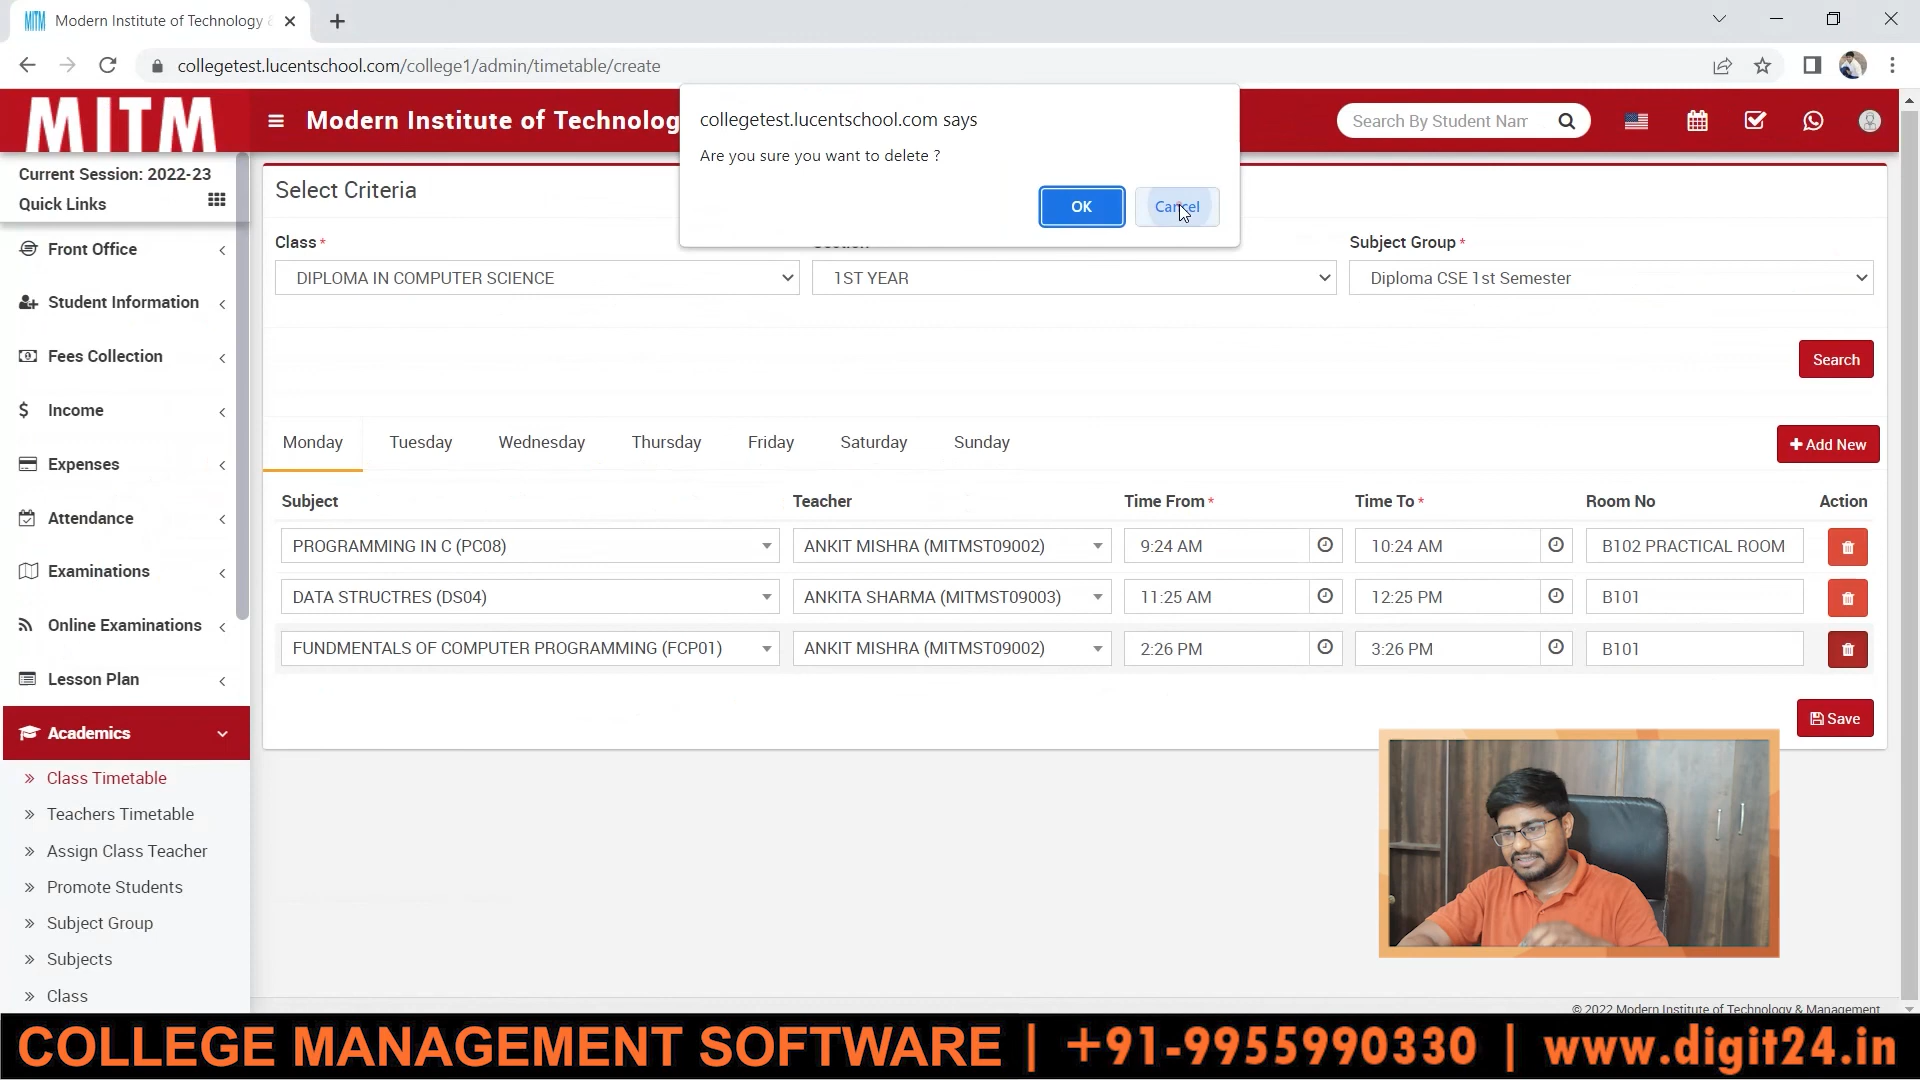 MITM Modern Institute of Technology &
collegetest.lucentschool.com/college1/admin/timetable/create
collegetest.lucentschool.com says
Are you sure you want to delete ?
OK
Cancel
MITM
Modern Institute of Technolog
Search By Student Nam
Current Session: 2022-23
Quick Links
Front Office
Student Information
Fees Collection
Income
Expenses
Attendance
Examinations
Online Examinations
Lesson Plan
Academics
Class Timetable
Teachers Timetable
Assign Class Teacher
Promote Students
Subject Group
Subjects
Class
Select Criteria
Class *
Section
Subject Group *
DIPLOMA IN COMPUTER SCIENCE
1ST YEAR
Diploma CSE 1st Semester
Search
Monday Tuesday Wednesday Thursday Friday Saturday Sunday
+ Add New
Subject Teacher Time From * Time To * Room No Action
PROGRAMMING IN C (PC08) ANKIT MISHRA (MITMST09002) 9:24 AM 10:24 AM B102 PRACTICAL ROOM
DATA STRUCTRES (DS04) ANKITA SHARMA (MITMST09003) 11:25 AM 12:25 PM B101
FUNDMENTALS OF COMPUTER PROGRAMMING (FCP01) ANKIT MISHRA (MITMST09002) 2:26 PM 3:26 PM B101
Save
© 2022 Modern Institute of Technology & Management
COLLEGE MANAGEMENT SOFTWARE | +91-9955990330 | www.digit24.in